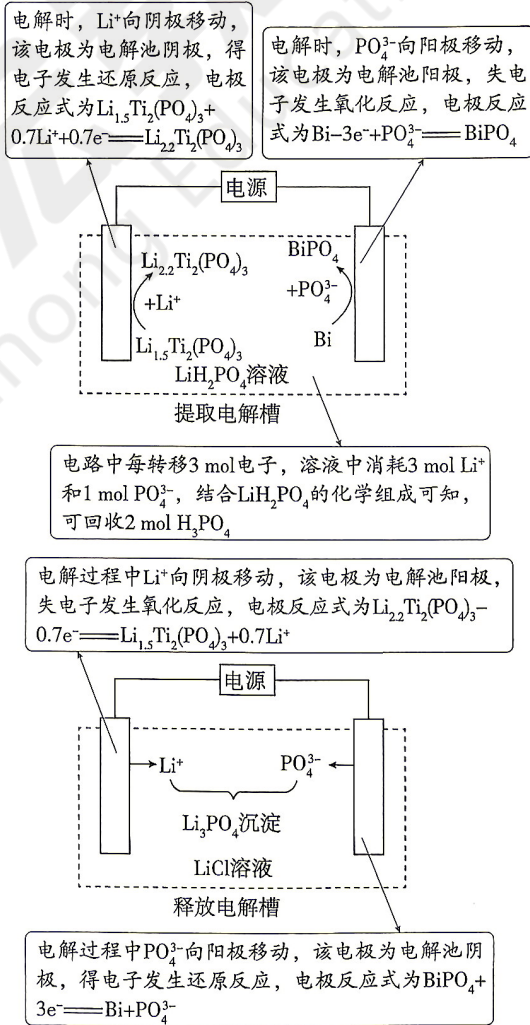 电解时，Li⁺向阴极移动，
该电极为电解池阴极，得
电子发生还原反应，电极
反应式为Li₁.₅Ti₂(PO₄)₃+
0.7Li⁺+0.7e⁻══Li₂.₂Ti₂(PO₄)₃
电解时，PO₄³⁻向阳极移动，
该电极为电解池阳极，失电
子发生氧化反应，电极反应
式为Bi−3e⁻+PO₄³⁻══BiPO₄
电源
Li₂.₂Ti₂(PO₄)₃
+Li⁺
Li₁.₅Ti₂(PO₄)₃
BiPO₄
+PO₄³⁻
Bi
LiH₂PO₄溶液
提取电解槽
电路中每转移3 mol电子，溶液中消耗3 mol Li⁺
和1 mol PO₄³⁻，结合LiH₂PO₄的化学组成可知，
可回收2 mol H₃PO₄
电解过程中Li⁺向阴极移动，该电极为电解池阳极，
失电子发生氧化反应，电极反应式为Li₂.₂Ti₂(PO₄)₃−
0.7e⁻══Li₁.₅Ti₂(PO₄)₃+0.7Li⁺
电源
Li⁺ PO₄³⁻
Li₃PO₄沉淀
LiCl溶液
释放电解槽
电解过程中PO₄³⁻向阳极移动，该电极为电解池阴
极，得电子发生还原反应，电极反应式为BiPO₄+
3e⁻══Bi+PO₄³⁻